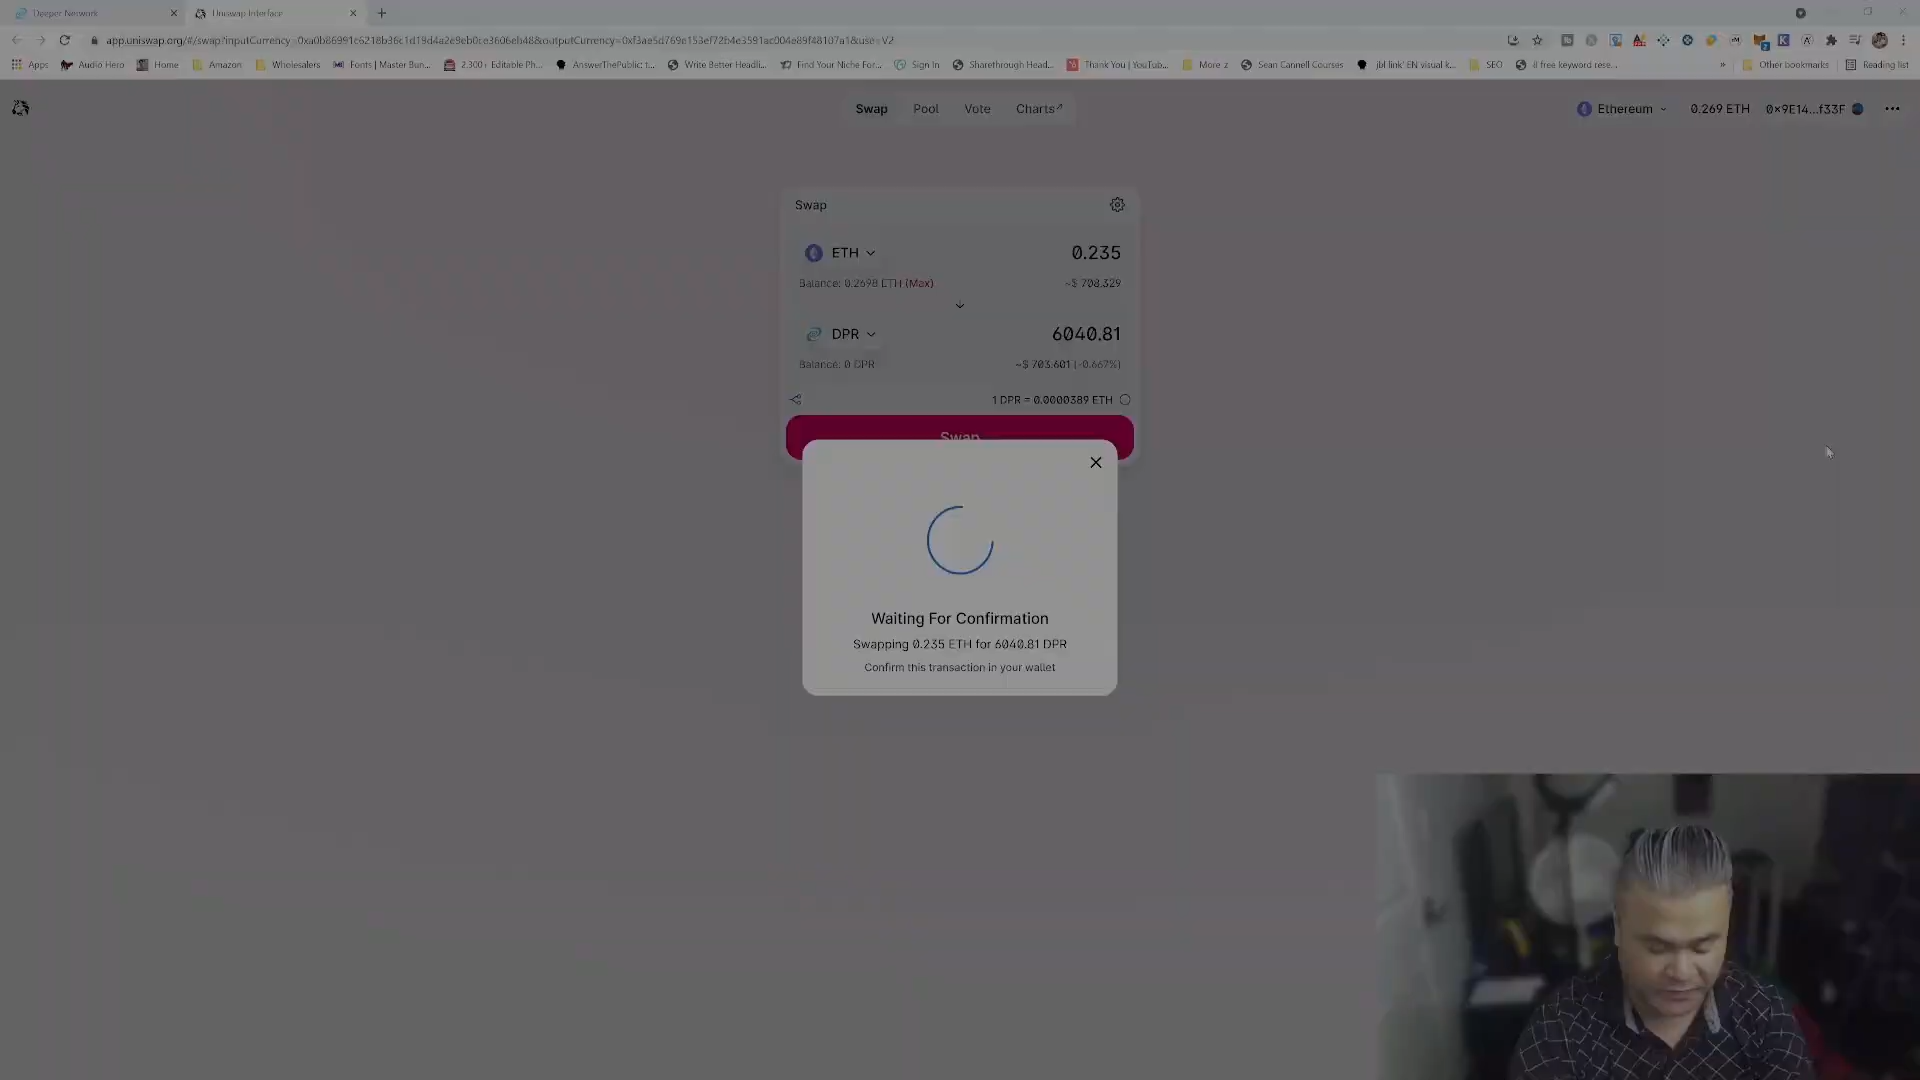 Deeper Network
Uniswap Interface
app.uniswap.org/#/swap?inputCurrency=0xa0b86991c6218b36c1d19d4a2e9eb0ce3606eb48&outputCurrency=0xf3ae5d769e153ef72b4e3591ac004e89f48107a1&use=V2
Apps Audio Hero Home Amazon Wholesalers Fonts | Master Bun... 2.300+ Editable Ph... AnswerThePublic: t... Write Better Headli... Find Your Niche For... Sign In Sharethrough Head... Thank You | YouTub... More z Sean Cannell Courses jbl link' EN visual k... SEO il free keyword rese... » Other bookmarks Reading list
Swap Pool Vote Charts↗ Ethereum 0.269 ETH 0x9E14...f33F
Swap
ETH 0.235
Balance: 0.2698 ETH (Max) ~$ 708.329
DPR 6040.81
Balance: 0 DPR ~$ 703.601 (-0.667%)
1 DPR = 0.0000389 ETH
Swap
Waiting For Confirmation
Swapping 0.235 ETH for 6040.81 DPR
Confirm this transaction in your wallet